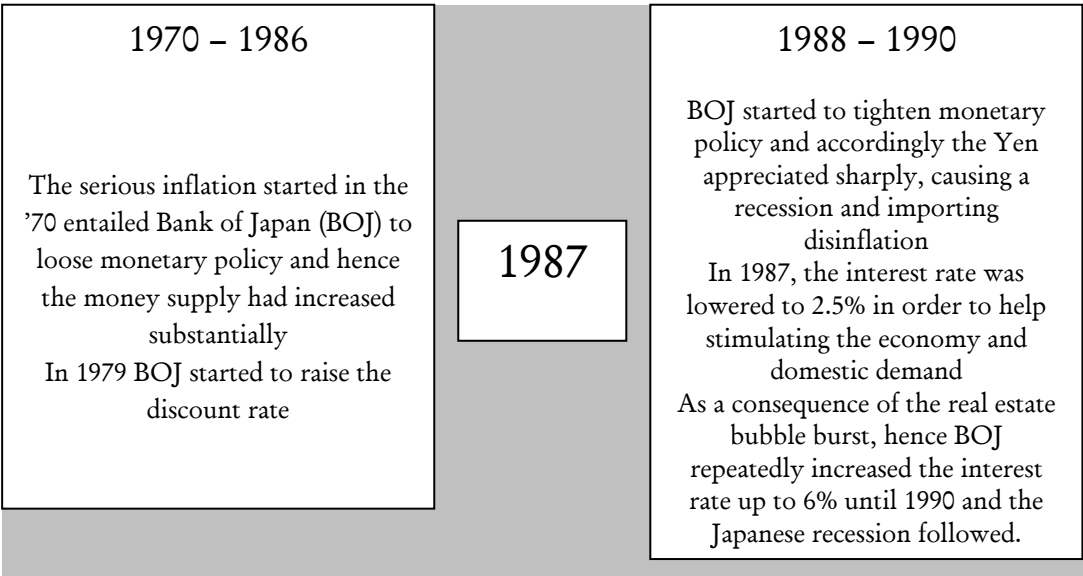 1970 – 1986
The serious inflation started in the
’70 entailed Bank of Japan (BOJ) to
loose monetary policy and hence
the money supply had increased
substantially
In 1979 BOJ started to raise the
discount rate
1987
1988 – 1990
BOJ started to tighten monetary
policy and accordingly the Yen
appreciated sharply, causing a
recession and importing
disinflation
In 1987, the interest rate was
lowered to 2.5% in order to help
stimulating the economy and
domestic demand
As a consequence of the real estate
bubble burst, hence BOJ
repeatedly increased the interest
rate up to 6% until 1990 and the
Japanese recession followed.